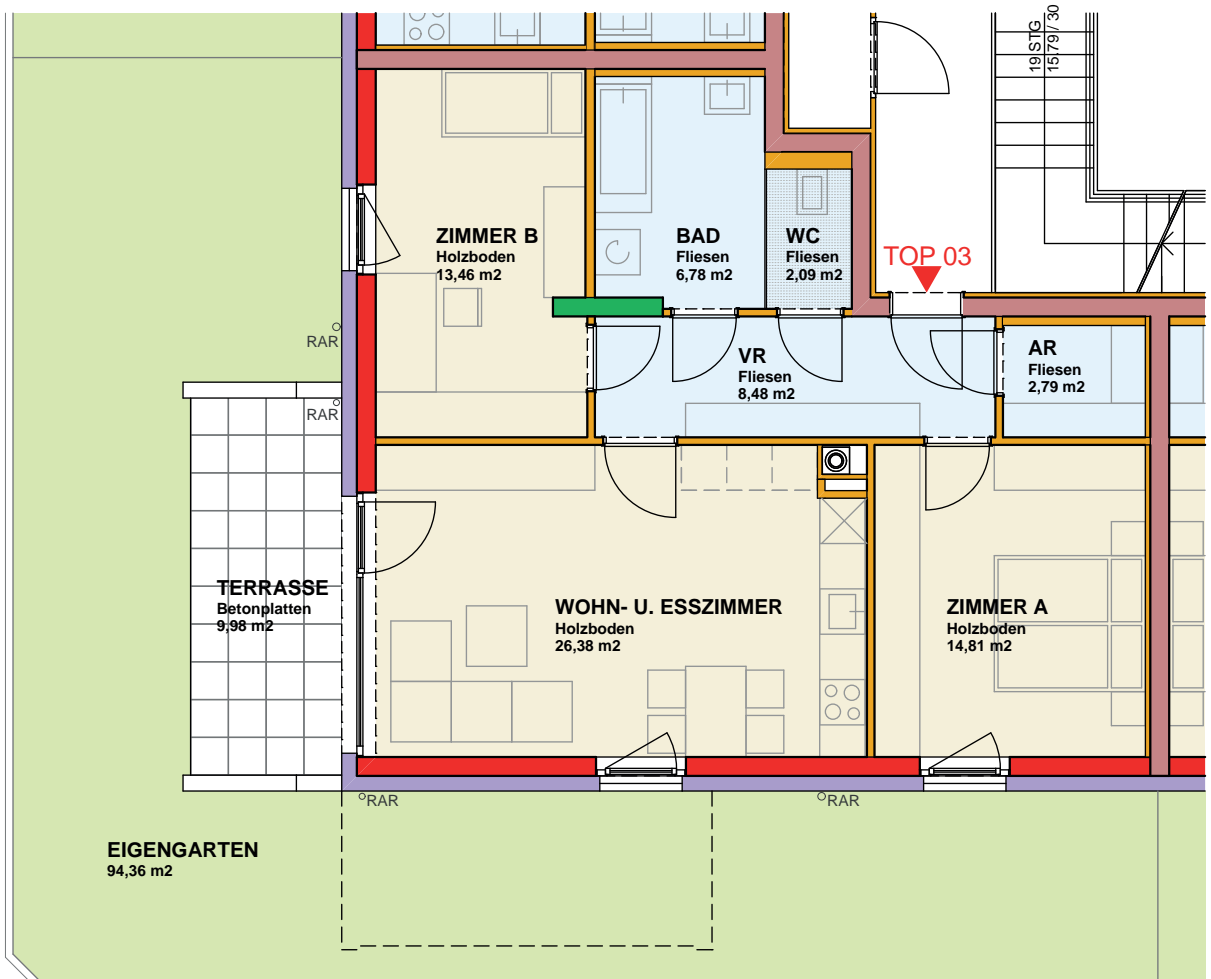 19 STG
15.79 / 30
ZIMMER B
Holzboden
13,46 m2
BAD
Fliesen
6,78 m2
WC
Fliesen
2,09 m2
TOP 03
RAR
VR
Fliesen
8,48 m2
AR
Fliesen
2,79 m2
RAR
TERRASSE
Betonplatten
9,98 m2
WOHN- U. ESSZIMMER
Holzboden
26,38 m2
ZIMMER A
Holzboden
14,81 m2
RAR
RAR
EIGENGARTEN
94,36 m2